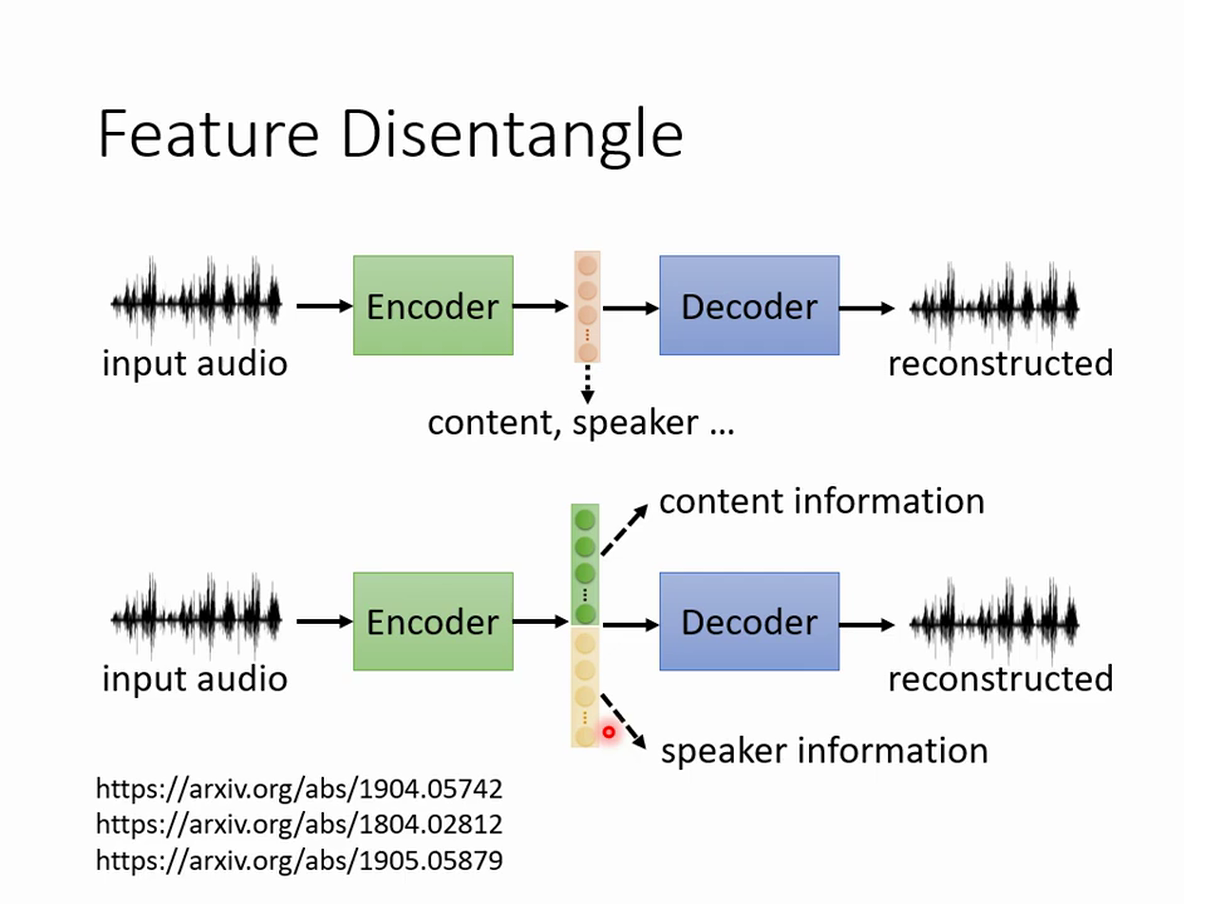 Feature Disentangle
Encoder
Decoder
input audio
reconstructed
content, speaker ...
content information
Encoder
Decoder
input audio
reconstructed
speaker information
https://arxiv.org/abs/1904.05742
https://arxiv.org/abs/1804.02812
https://arxiv.org/abs/1905.05879